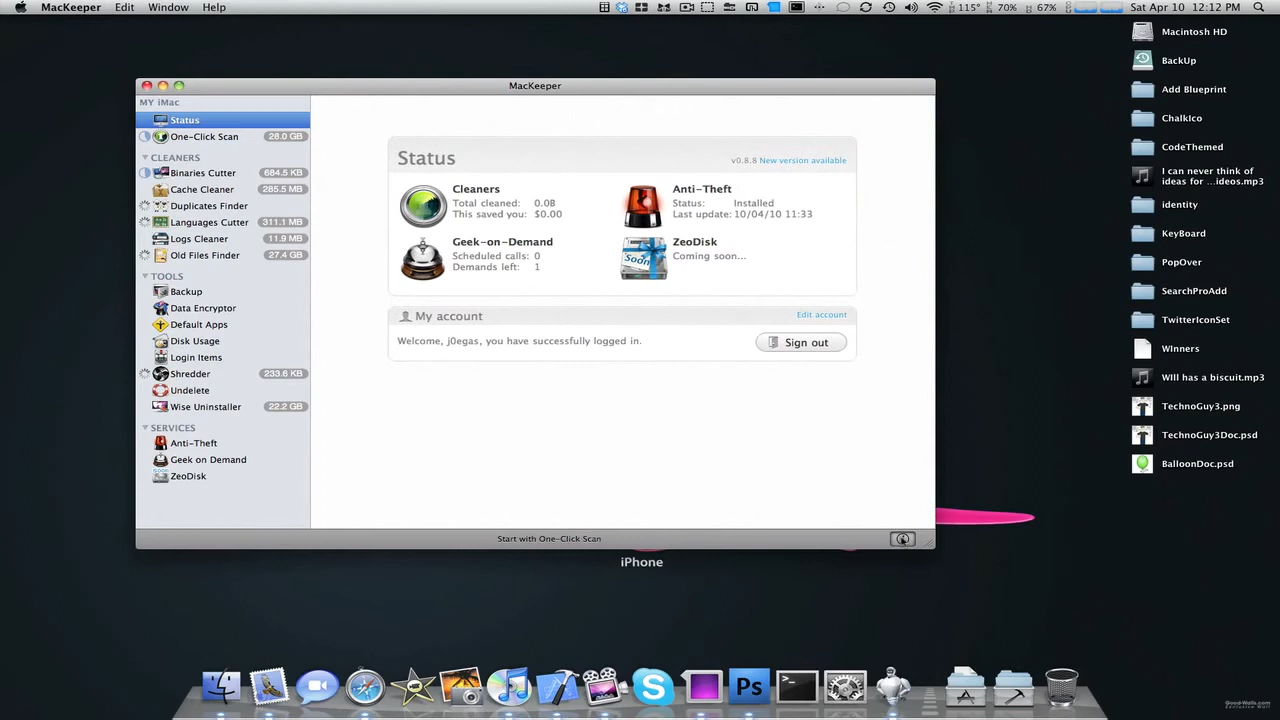 MacKeeper Edit Window Help
115° 70% 67% Sat Apr 10 12:12 PM
Macintosh HD
BackUp
Add Blueprint
ChalkIco
CodeThemed
I can never think of
ideas for ...ideos.mp3
identity
KeyBoard
PopOver
SearchProAdd
TwitterIconSet
WInners
WIll has a biscuit.mp3
TechnoGuy3.png
TechnoGuy3Doc.psd
BalloonDoc.psd
MacKeeper
MY iMac
Status
One-Click Scan 28.0 GB
CLEANERS
Binaries Cutter 684.5 KB
Cache Cleaner 285.5 MB
Duplicates Finder
Languages Cutter 311.1 MB
Logs Cleaner 11.9 MB
Old Files Finder 27.4 GB
TOOLS
Backup
Data Encryptor
Default Apps
Disk Usage
Login Items
Shredder 233.6 KB
Undelete
Wise Uninstaller 22.2 GB
SERVICES
Anti-Theft
Geek on Demand
ZeoDisk
Status
v0.8.8 New version available
Cleaners
Total cleaned: 0.0B
This saved you: $0.00
Anti-Theft
Status: Installed
Last update: 10/04/10 11:33
Geek-on-Demand
Scheduled calls: 0
Demands left: 1
Soon
ZeoDisk
Coming soon...
My account
Edit account
Welcome, j0egas, you have successfully logged in.
Sign out
Start with One-Click Scan
iPhone
Ps
Good-Walls.com